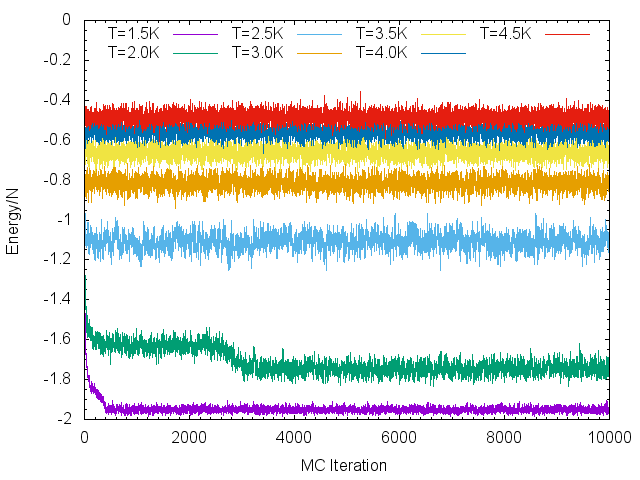 0
T=1.5K T=2.5K T=3.5K T=4.5K
T=2.0K T=3.0K T=4.0K
-0.2
-0.4
-0.6
-0.8
-1
-1.2
-1.4
-1.6
-1.8
-2
Energy/N
0 2000 4000 6000 8000 10000
MC Iteration